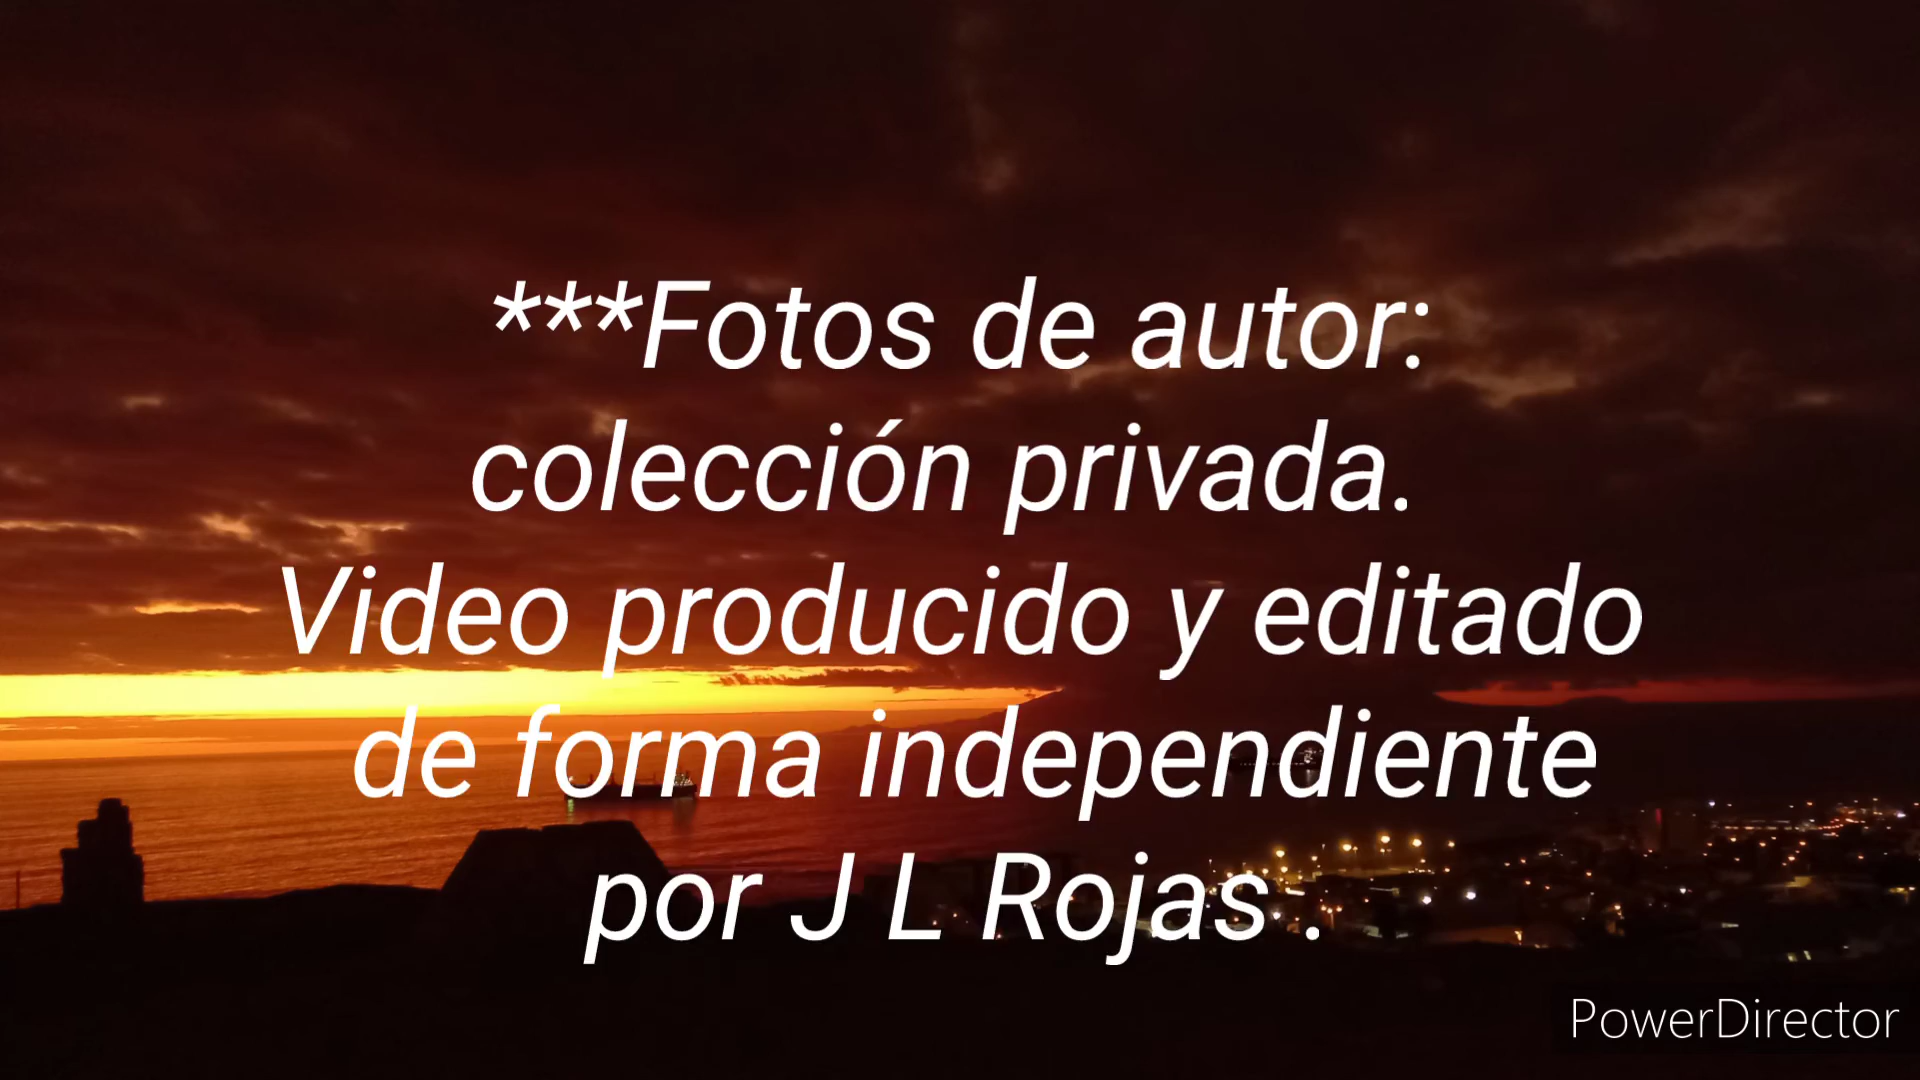 ***Fotos de autor:
colección privada.
Video producido y editado
de forma independiente
por J L Rojas .
PowerDirector